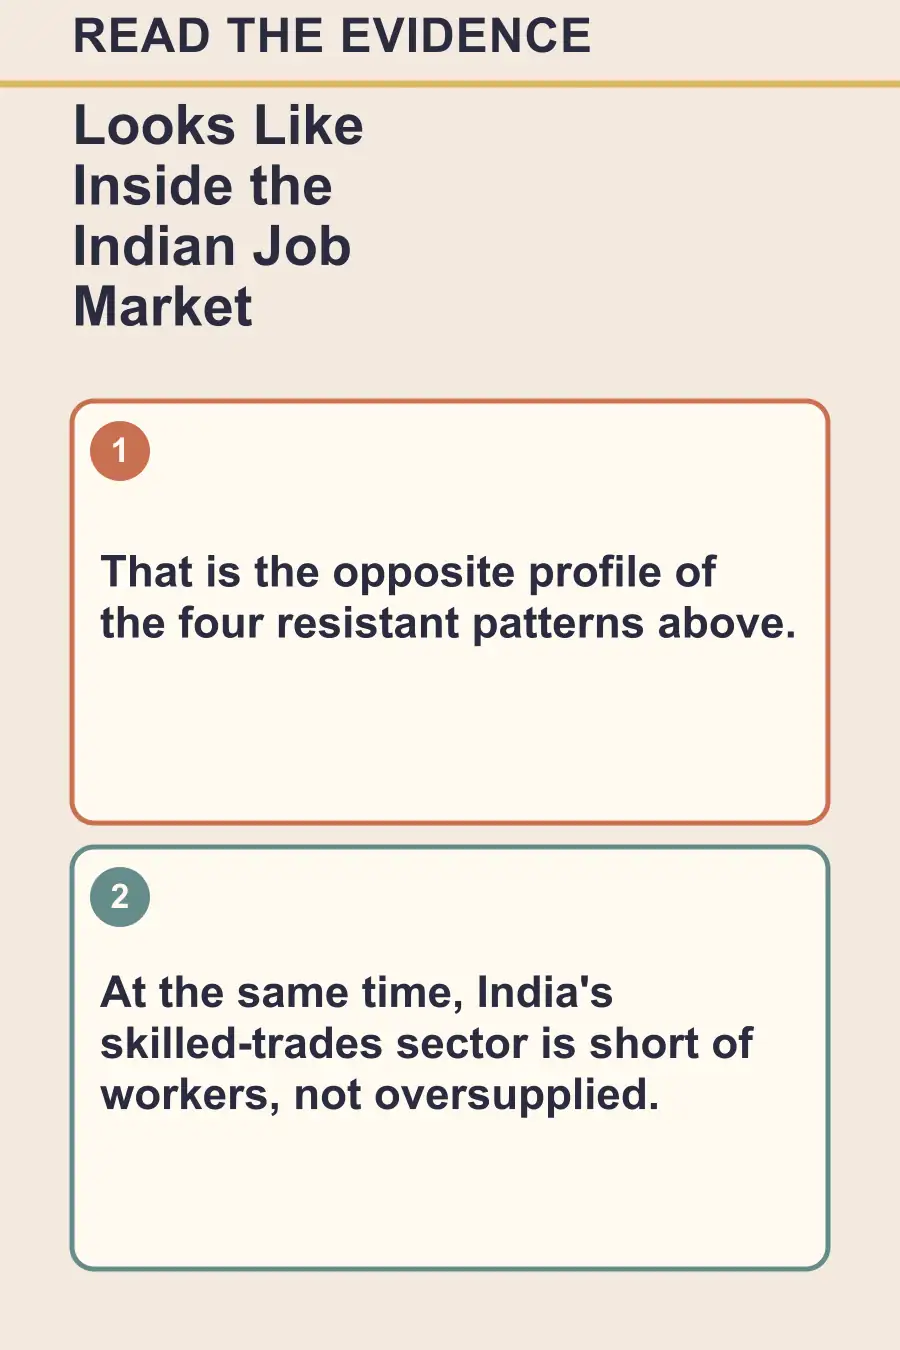 READ THE EVIDENCE
Looks Like
Inside the
Indian Job
Market
1
That is the opposite profile of
the four resistant patterns above.
2
At the same time, India's
skilled-trades sector is short of
workers, not oversupplied.